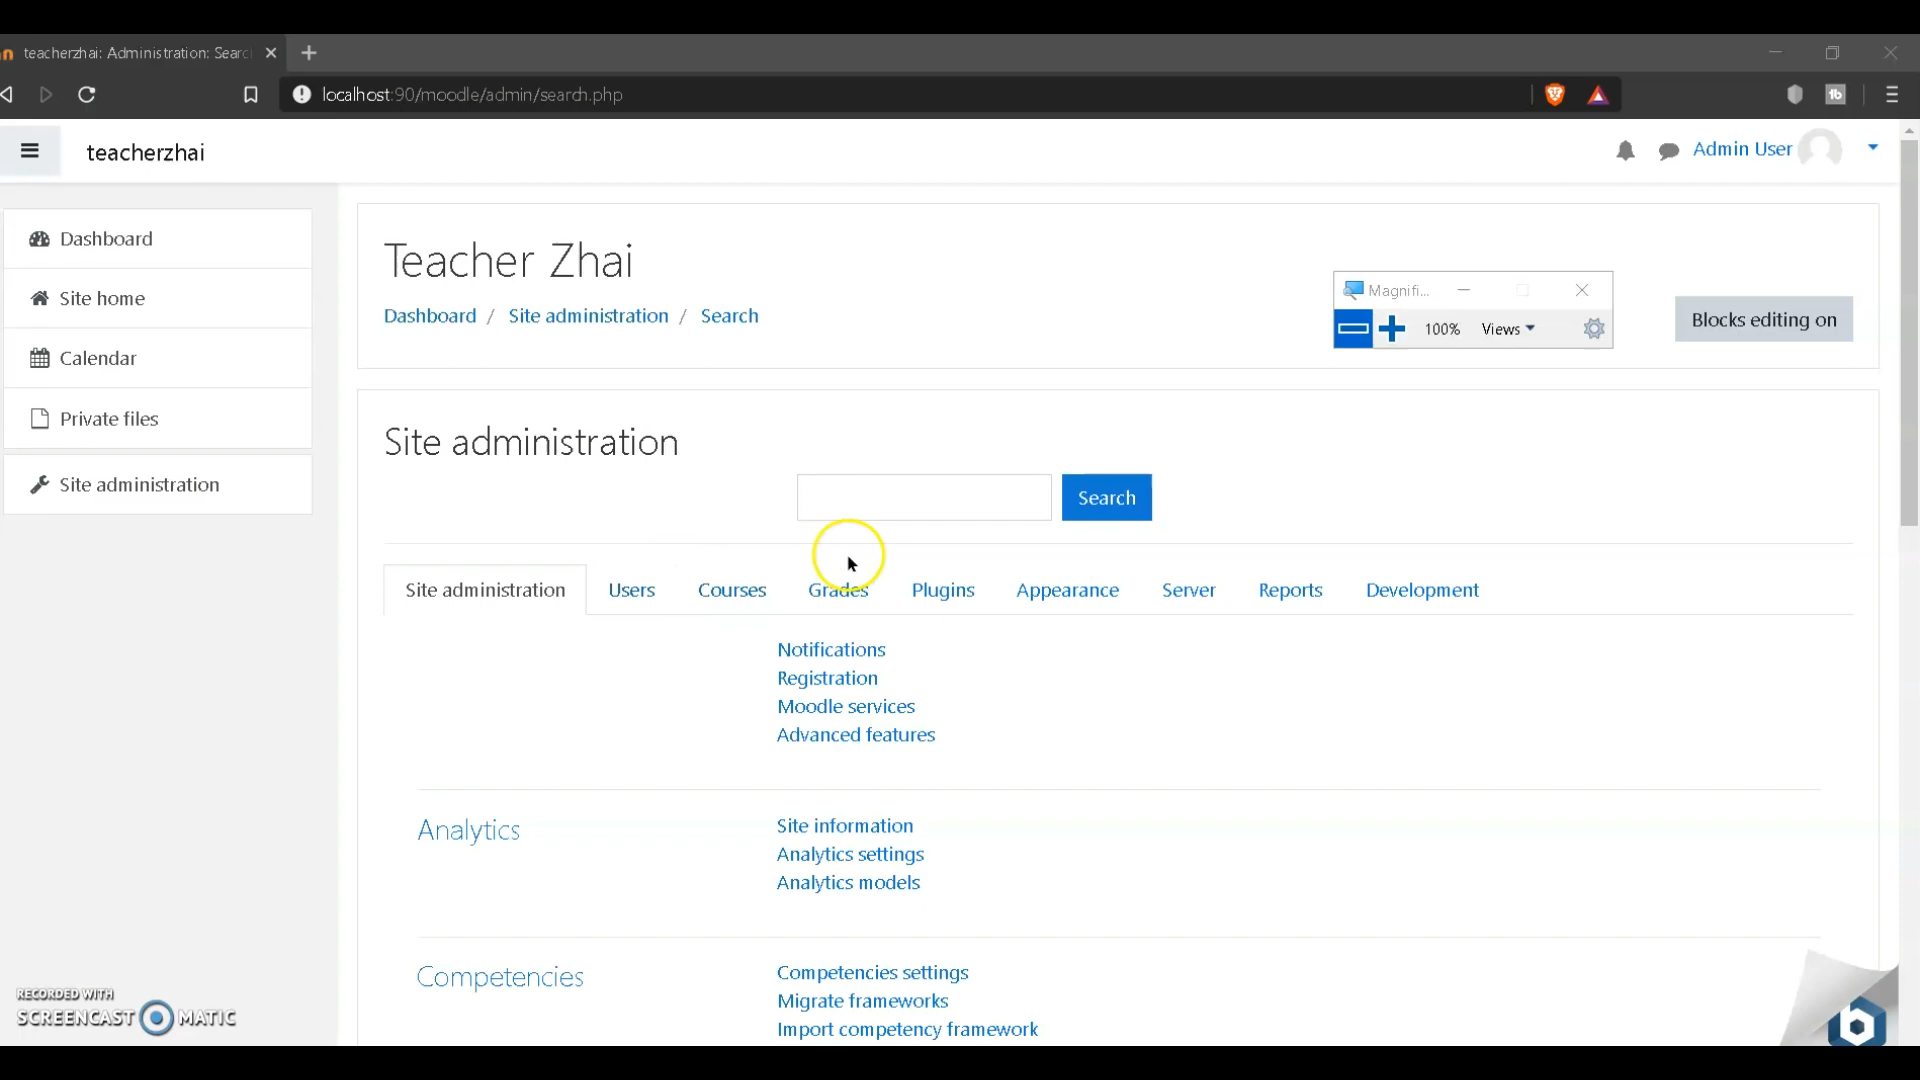 teacherzhai: Administration: Searc
localhost:90/moodle/admin/search.php
teacherzhai
Admin User
Dashboard
Site home
Calendar
Private files
Site administration
Teacher Zhai
Dashboard / Site administration / Search
Magnifi...
100% Views
Blocks editing on
Site administration
Search
Site administration Users Courses Grades Plugins Appearance Server Reports Development
Notifications
Registration
Moodle services
Advanced features
Analytics
Site information
Analytics settings
Analytics models
Competencies
Competencies settings
Migrate frameworks
Import competency framework
RECORDED WITH
SCREENCAST MATIC